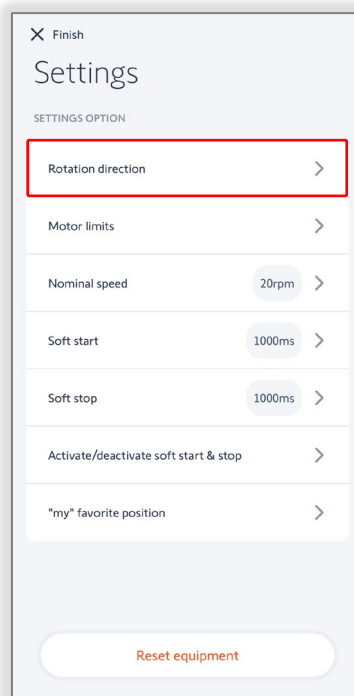 Finish
Settings
SETTINGS OPTION
Rotation direction
Motor limits
Nominal speed 20rpm
Soft start 1000ms
Soft stop 1000ms
Activate/deactivate soft start & stop
"my" favorite position
Reset equipment